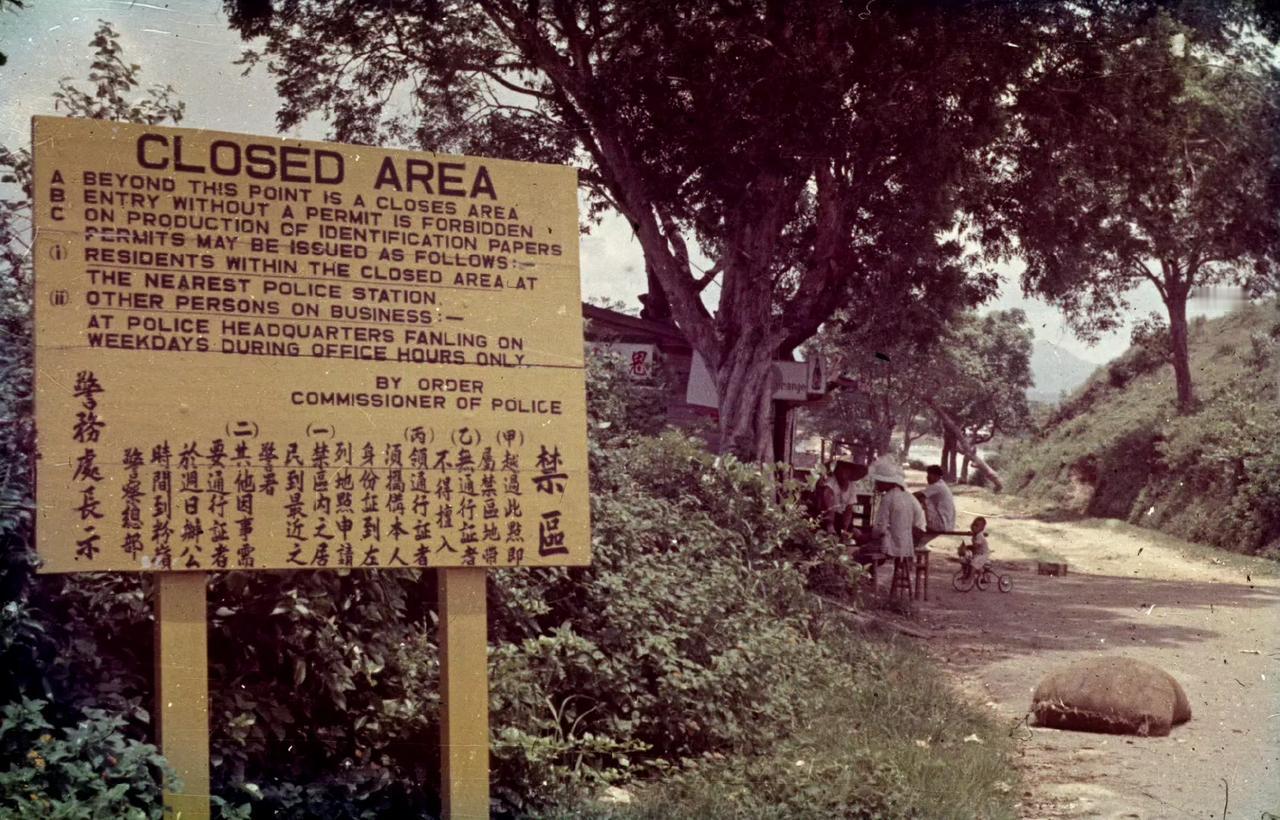 CLOSED AREA
A BEYOND THIS POINT IS A CLOSES AREA
B ENTRY WITHOUT A PERMIT IS FORBIDDEN
C ON PRODUCTION OF IDENTIFICATION PAPERS
PERMITS MAY BE ISSUED AS FOLLOWS:—
(i) RESIDENTS WITHIN THE CLOSED AREA AT
THE NEAREST POLICE STATION.
(ii) OTHER PERSONS ON BUSINESS:—
AT POLICE HEADQUARTERS FANLING ON
WEEKDAYS DURING OFFICE HOURS ONLY
BY ORDER
COMMISSIONER OF POLICE
禁區
(甲)越過此點即
屬禁區地帶
(乙)無通行証者
不得擅入
(丙)領通行証者
須攜備本人
身份証到左
列地點申請
(一)禁區內之居
民到最近之
警署
(二)其他因事需
要通行証者
於週日辦公
時間到粉嶺
警察總部
警務處長示
恩